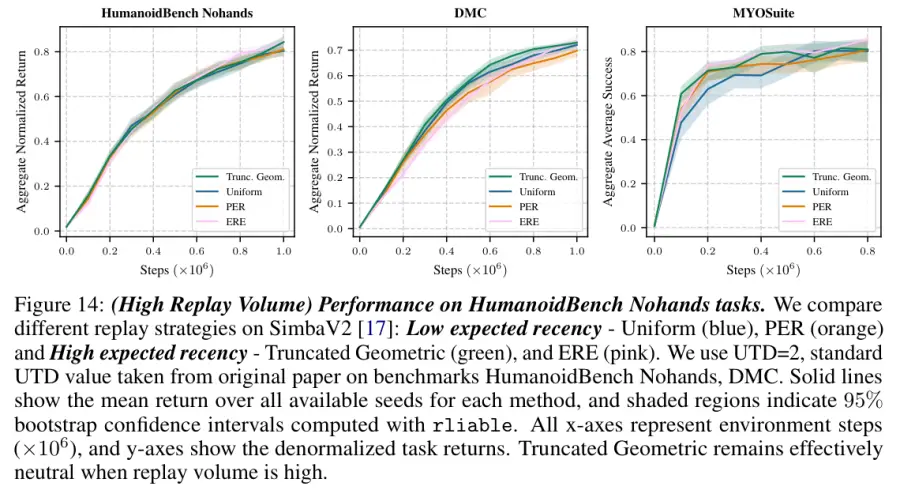 HumanoidBench Nohands
DMC
MYOSuite
Aggregate Normalized Return
0.8
0.6
0.4
0.2
0.0
Trunc. Geom.
Uniform
PER
ERE
0.0 0.2 0.4 0.6 0.8 1.0
Steps (×10⁶)
Aggregate Normalized Return
0.7
0.6
0.5
0.4
0.3
0.2
0.1
0.0
Trunc. Geom.
Uniform
PER
ERE
0.0 0.2 0.4 0.6 0.8 1.0
Steps (×10⁶)
Aggregate Average Success
0.8
0.6
0.4
0.2
0.0
Trunc. Geom.
Uniform
PER
ERE
0.0 0.2 0.4 0.6 0.8
Steps (×10⁶)
Figure 14: (High Replay Volume) Performance on HumanoidBench Nohands tasks. We compare
different replay strategies on SimbaV2 [17]: Low expected recency - Uniform (blue), PER (orange)
and High expected recency - Truncated Geometric (green), and ERE (pink). We use UTD=2, standard
UTD value taken from original paper on benchmarks HumanoidBench Nohands, DMC. Solid lines
show the mean return over all available seeds for each method, and shaded regions indicate 95%
bootstrap confidence intervals computed with rliable. All x-axes represent environment steps
(×10⁶), and y-axes show the denormalized task returns. Truncated Geometric remains effectively
neutral when replay volume is high.